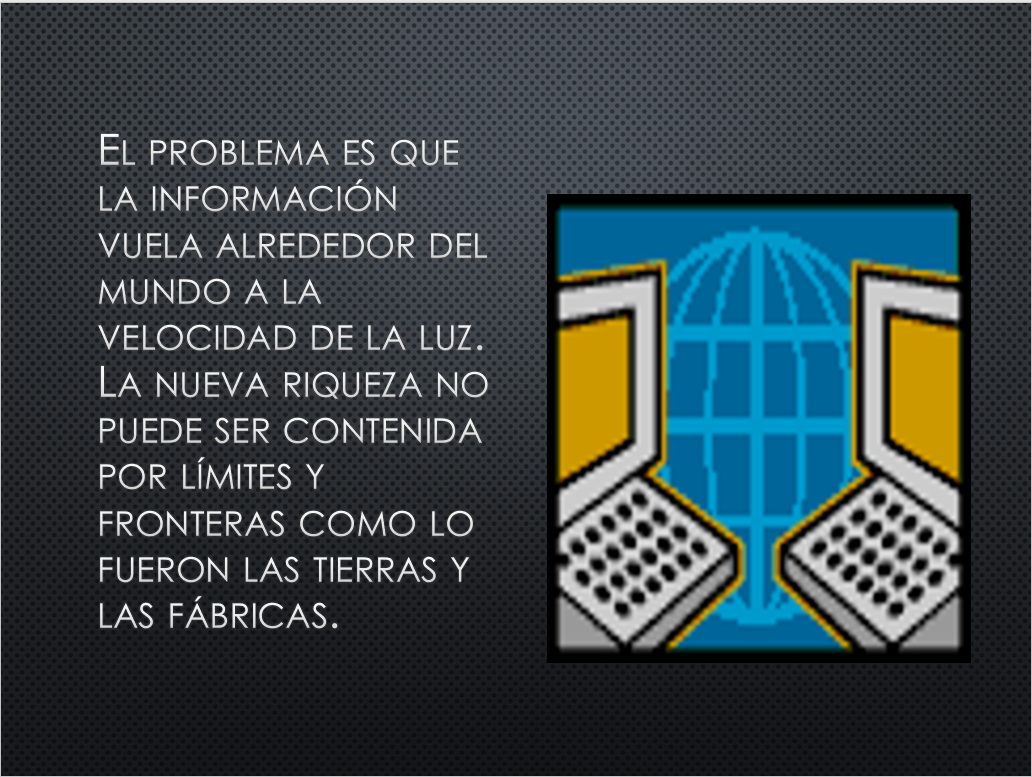 El problema es que
la información
vuela alrededor del
mundo a la
velocidad de la luz.
La nueva riqueza no
puede ser contenida
por límites y
fronteras como lo
fueron las tierras y
las fábricas.